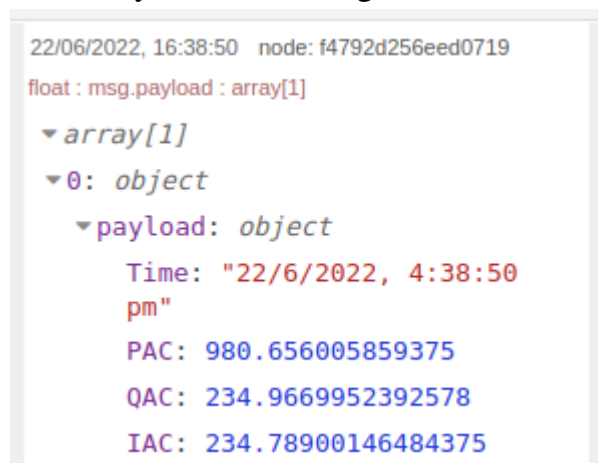 22/06/2022, 16:38:50 node: f4792d256eed0719
float : msg.payload : array[1]
array[1]
0: object
payload: object
Time: "22/6/2022, 4:38:50
pm"
PAC: 980.656005859375
QAC: 234.9669952392578
IAC: 234.78900146484375